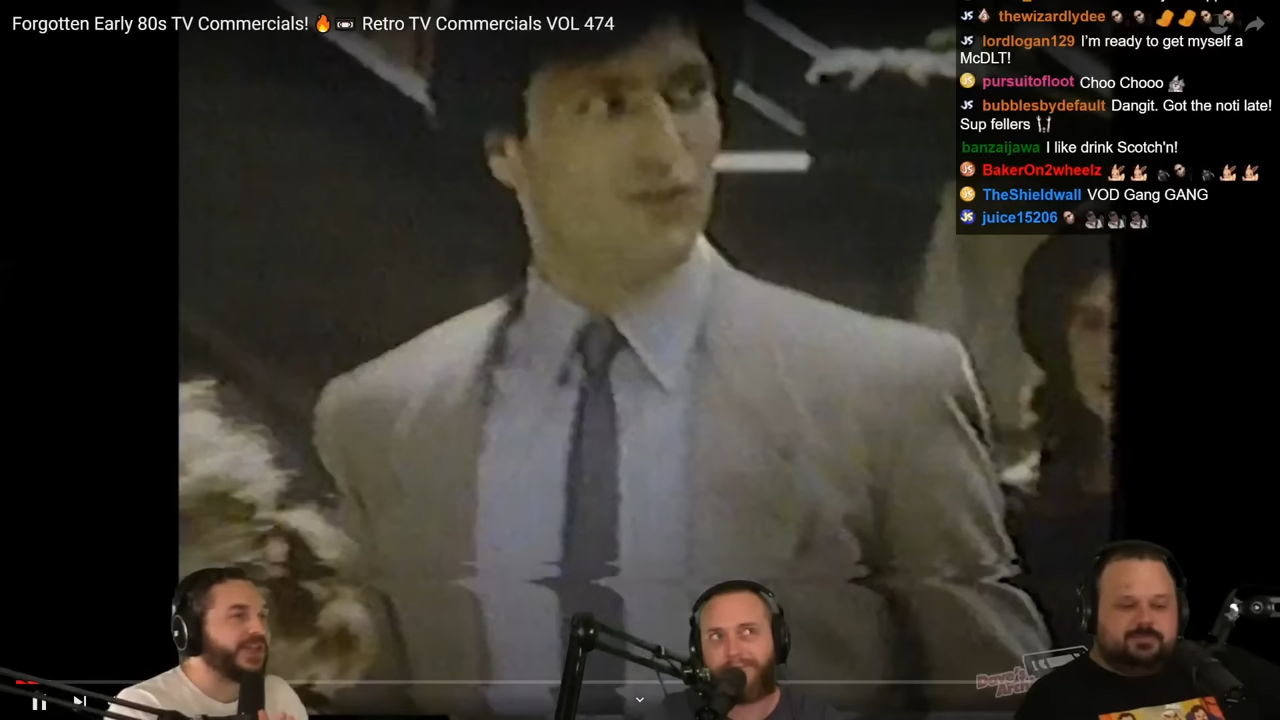 Forgotten Early 80s TV Commercials! 🔥📼 Retro TV Commercials VOL 474
thewizardlydee
lordlogan129 I'm ready to get myself a
McDLT!
pursuitofloot Choo Chooo
bubblesbydefault Dangit. Got the noti late!
Sup fellers
banzaijawa I like drink Scotch'n!
BakerOn2wheelz
TheShieldwall VOD Gang GANG
juice15206
Dave's